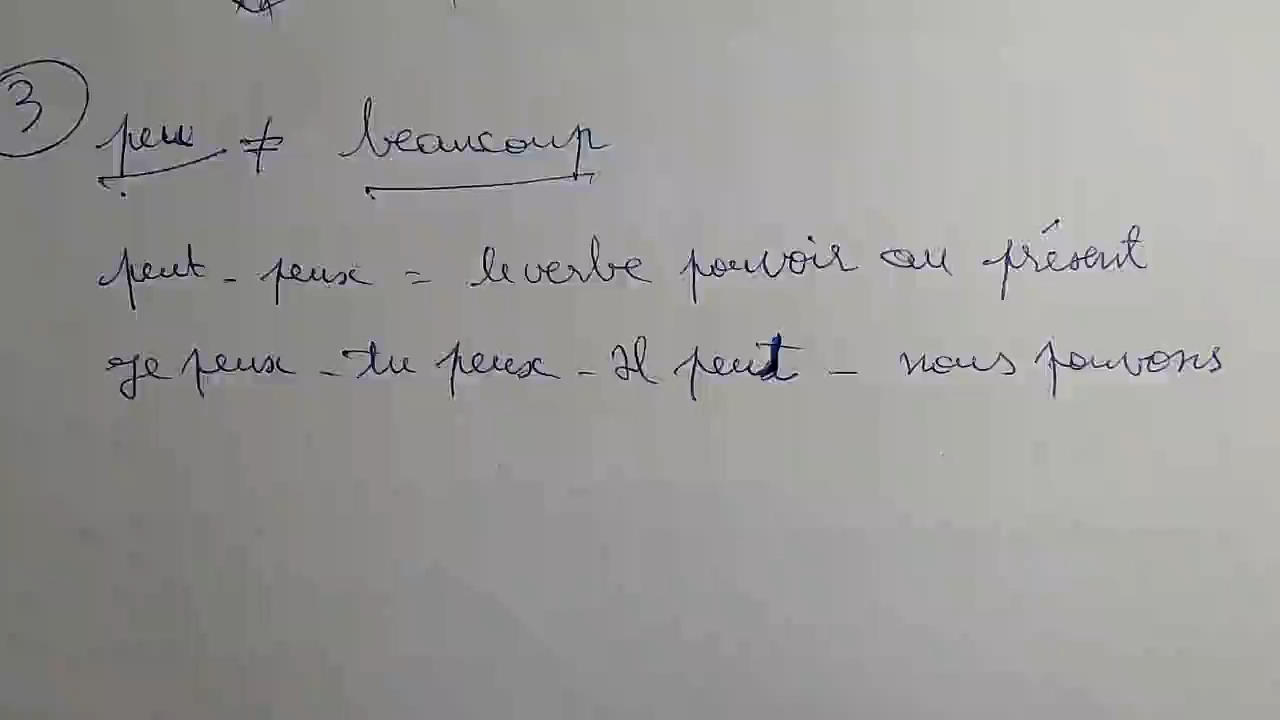 3 peu ≠ beaucoup
peut - peux = le verbe pouvoir au présent
Je peux - tu peux - Il peut - nous pouvons